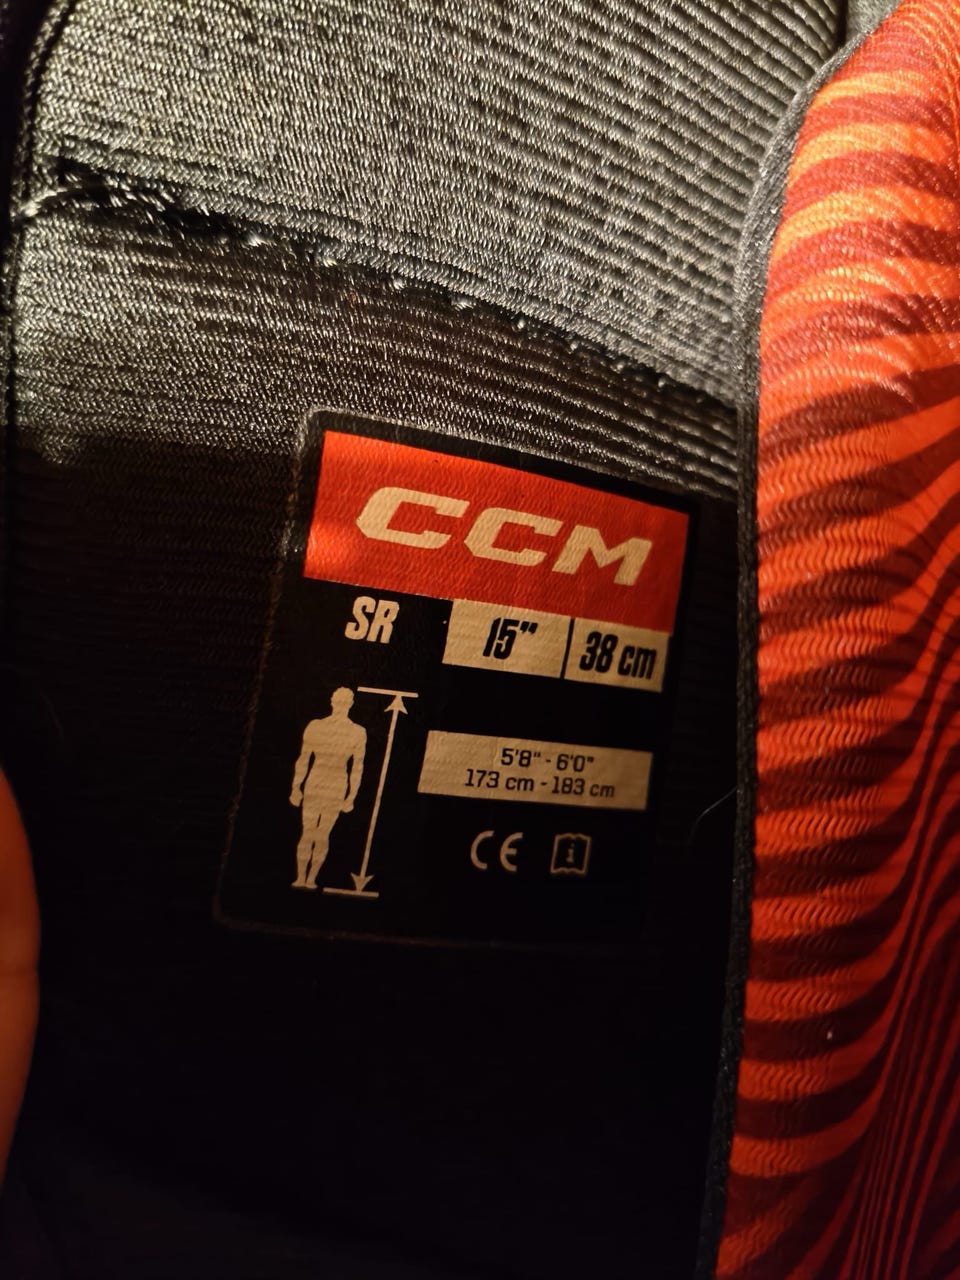 CCM
SR 15" 38 cm
5'8" - 6'0"
173 cm - 183 cm
CE i